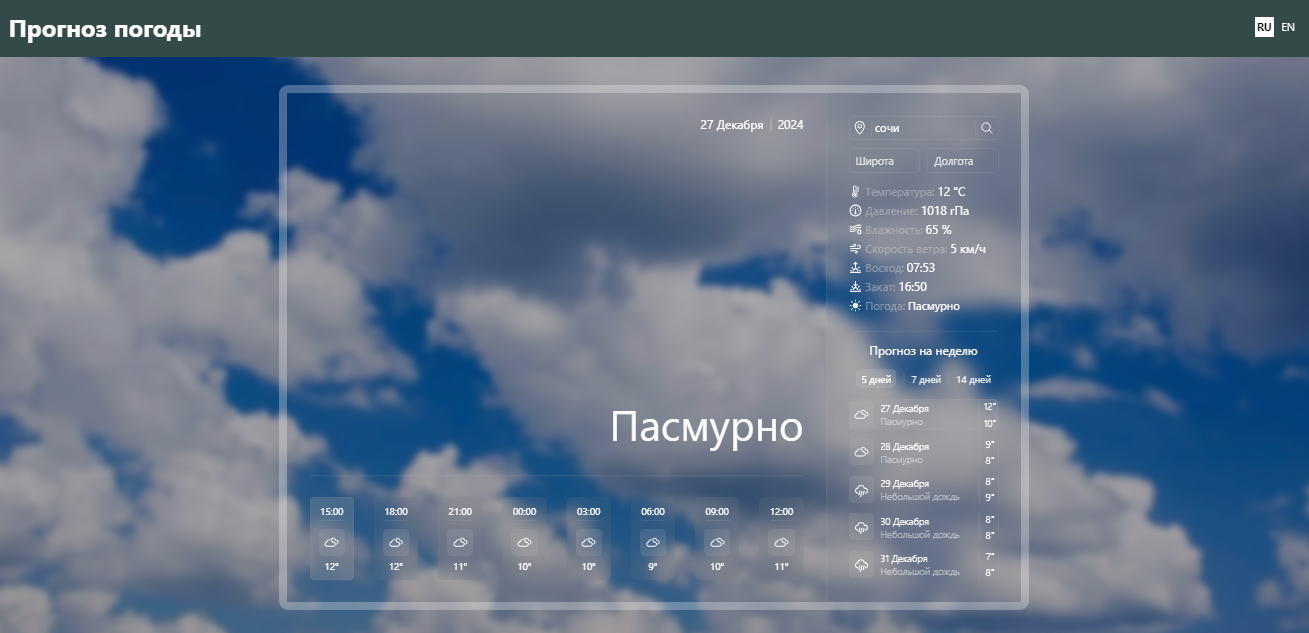 Прогноз погоды
RU EN
27 Декабря | 2024
сочи
Широта Долгота
Температура: 12 °C
Давление: 1018 гПа
Влажность: 65 %
Скорость ветра: 5 км/ч
Восход: 07:53
Закат: 16:50
Погода: Пасмурно
Прогноз на неделю
5 дней 7 дней 14 дней
27 Декабря 12°
Пасмурно 10°
28 Декабря 9°
Пасмурно 8°
29 Декабря 8°
Небольшой дождь 9°
30 Декабря 8°
Небольшой дождь 8°
31 Декабря 7°
Небольшой дождь 8°
Пасмурно
15:00 18:00 21:00 00:00 03:00 06:00 09:00 12:00
12° 12° 11° 10° 10° 9° 10° 11°